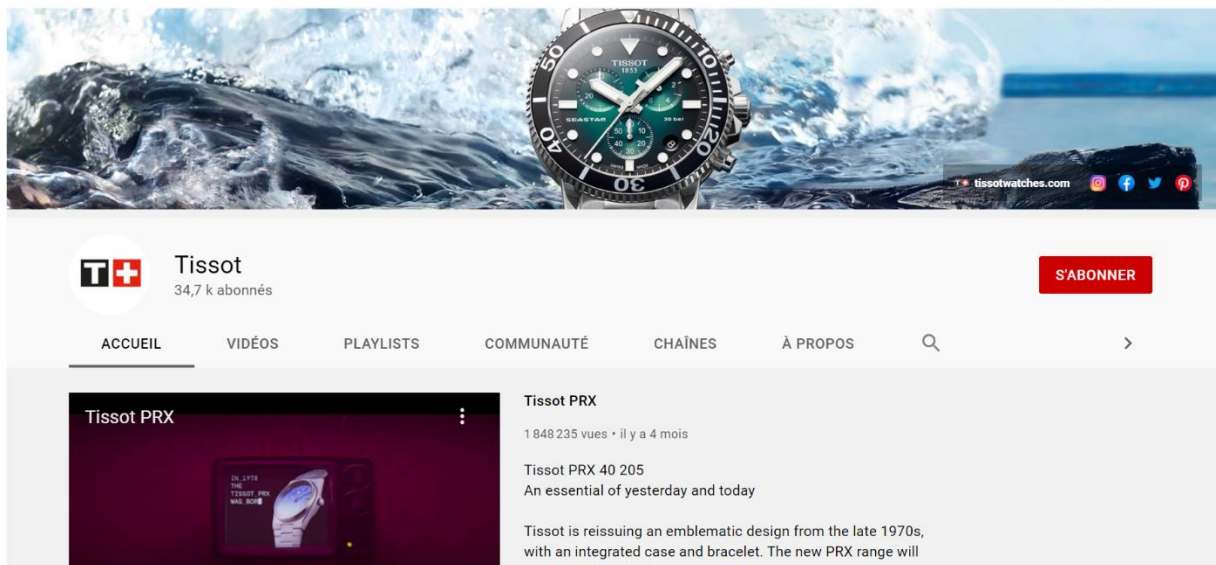 TISSOT
1853
SEASTAR 30 bar
tissotwatches.com
Tissot
34,7 k abonnés
S'ABONNER
ACCUEIL VIDÉOS PLAYLISTS COMMUNAUTÉ CHAÎNES À PROPOS
Tissot PRX
IN_1978
THE
TISSOT_PRX
WAS_BOR
Tissot PRX
1 848 235 vues • il y a 4 mois
Tissot PRX 40 205
An essential of yesterday and today
Tissot is reissuing an emblematic design from the late 1970s,
with an integrated case and bracelet. The new PRX range will